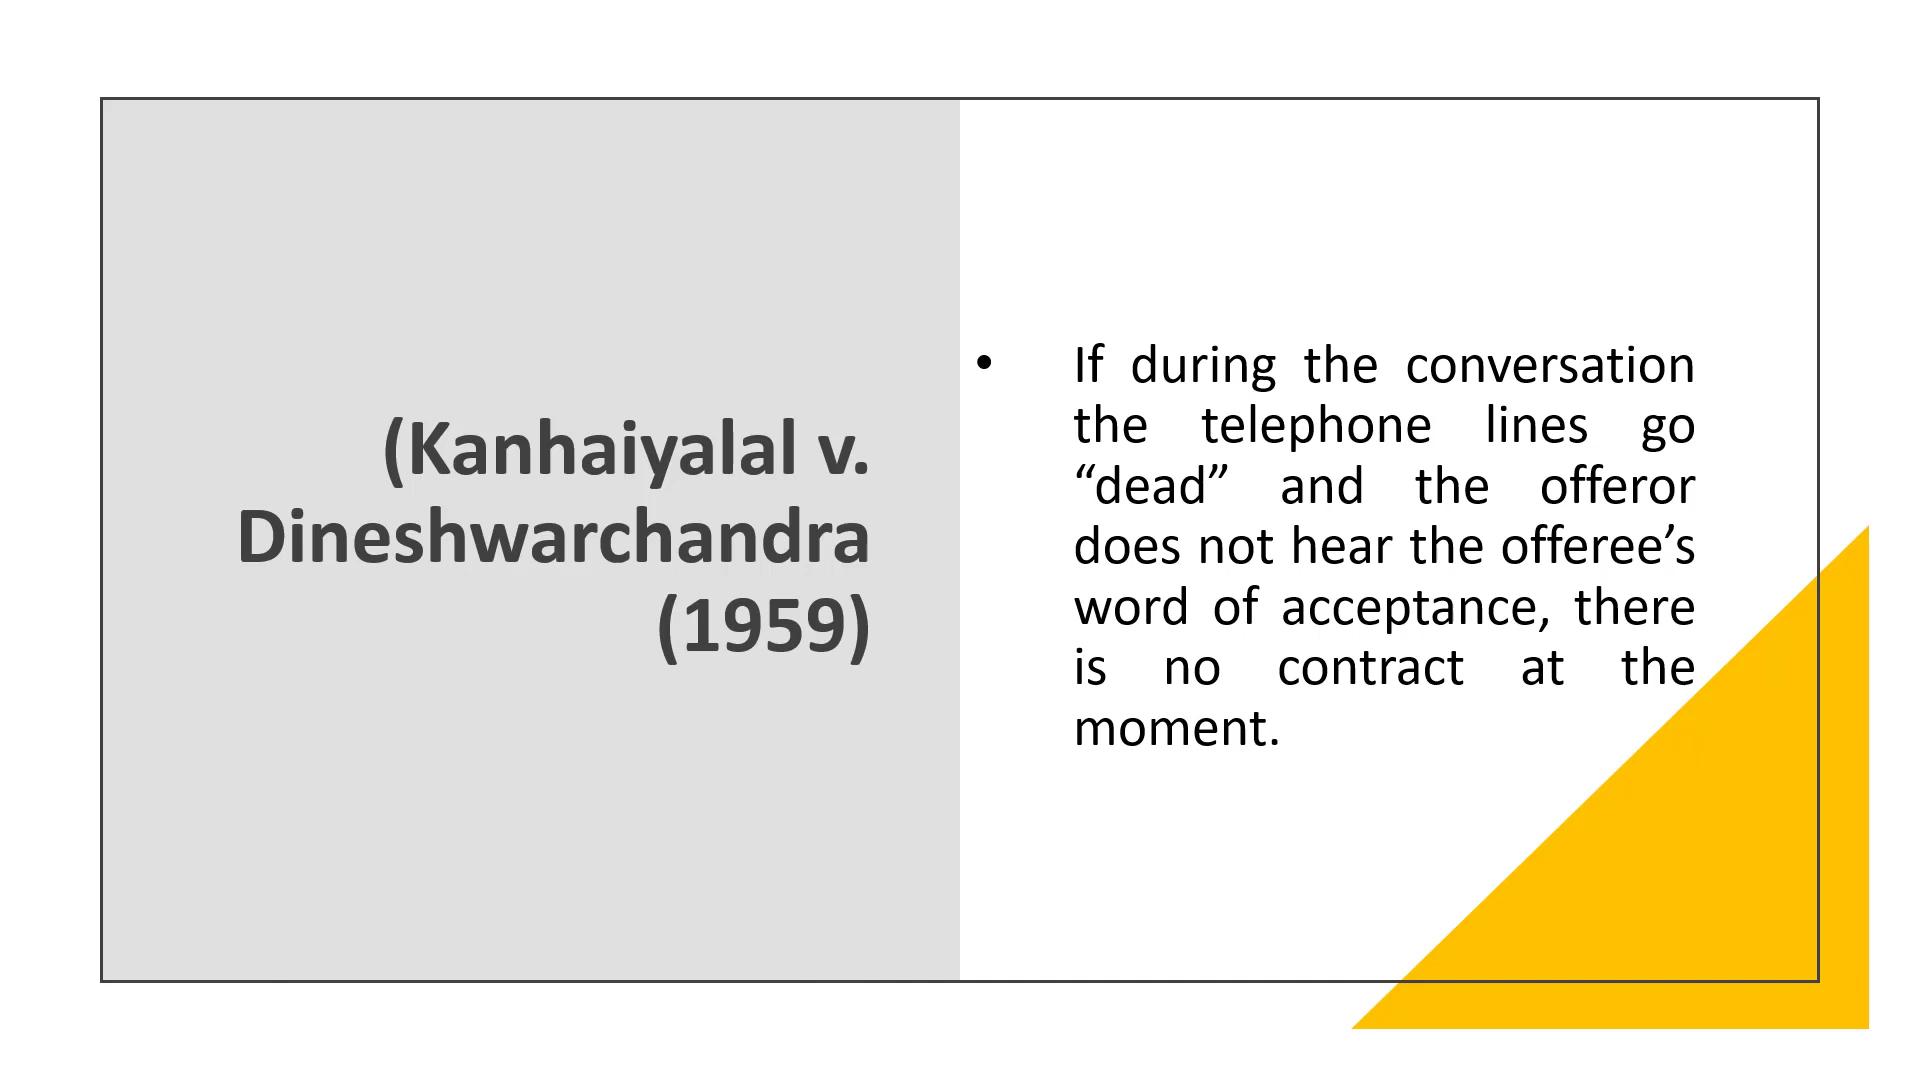 (Kanhaiyalal v.
Dineshwarchandra
(1959)
• If during the conversation
the telephone lines go
“dead” and the offeror
does not hear the offeree’s
word of acceptance, there
is no contract at the
moment.